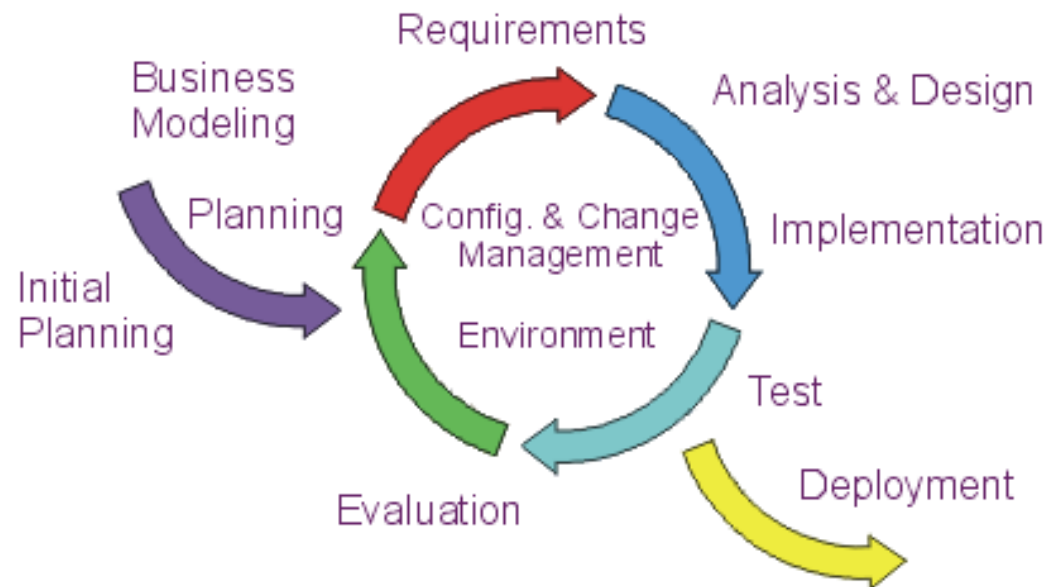 Requirements
Business
Modeling
Analysis & Design
Planning
Config. & Change
Management
Implementation
Initial
Planning
Environment
Test
Deployment
Evaluation